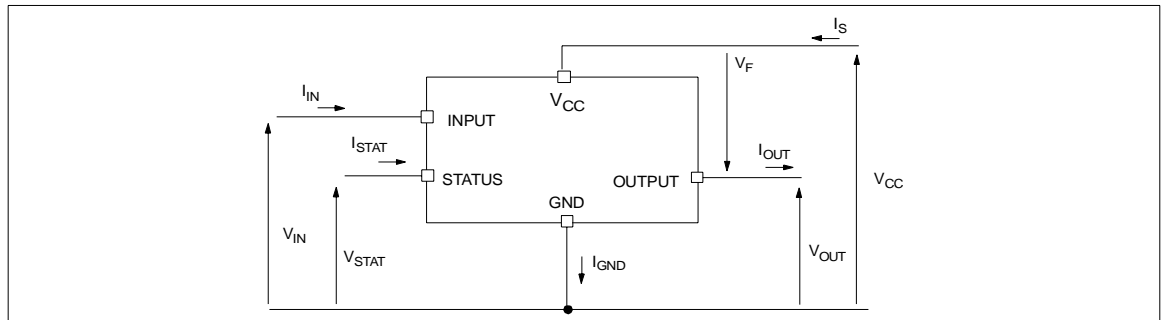 I_S
V_F
V_CC
I_IN
INPUT
I_STAT
STATUS
OUTPUT
I_OUT
V_CC
GND
V_IN
V_STAT
I_GND
V_OUT